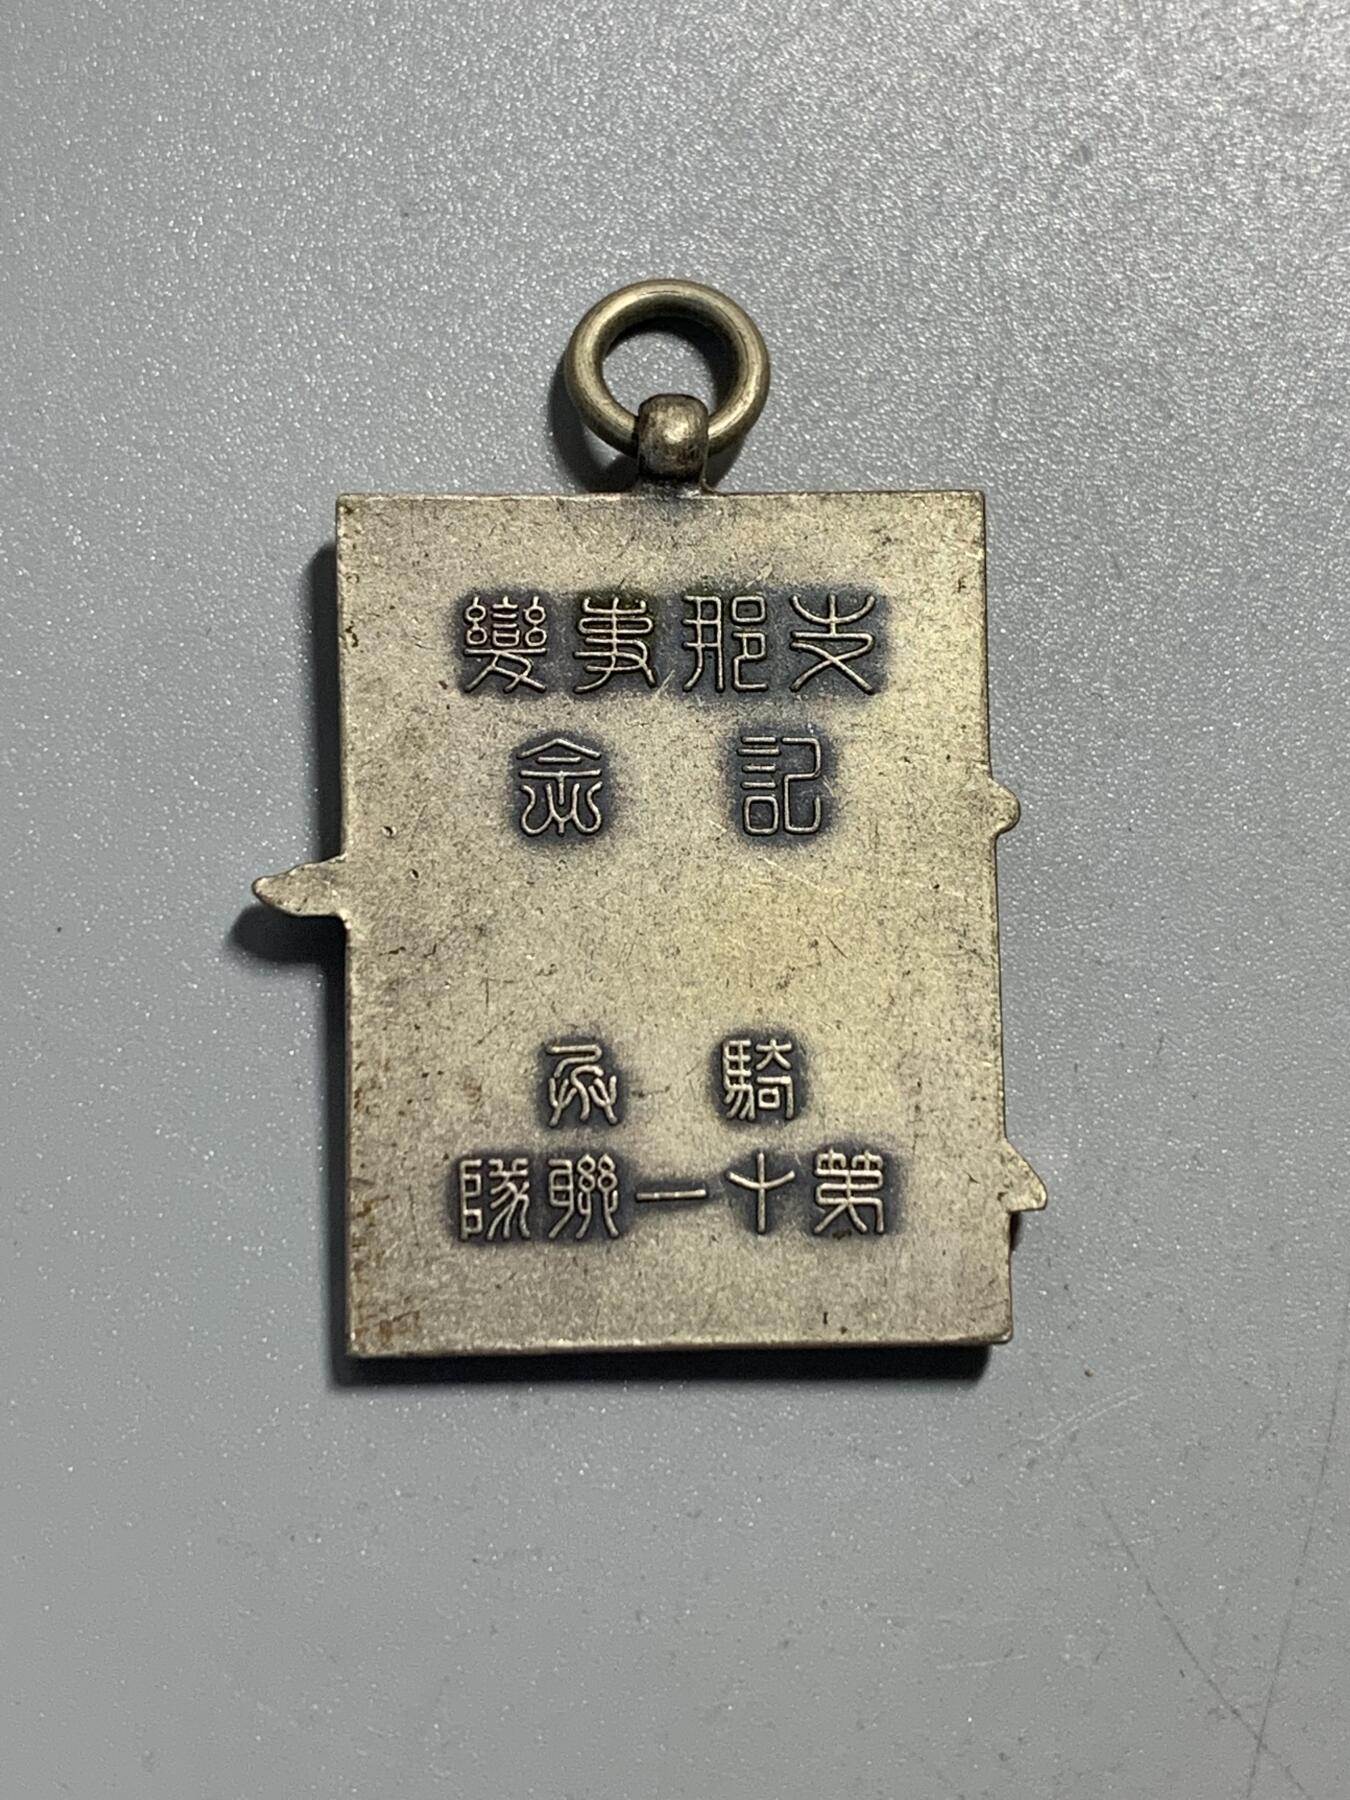 支那事變
記念
騎兵
第十一聯隊